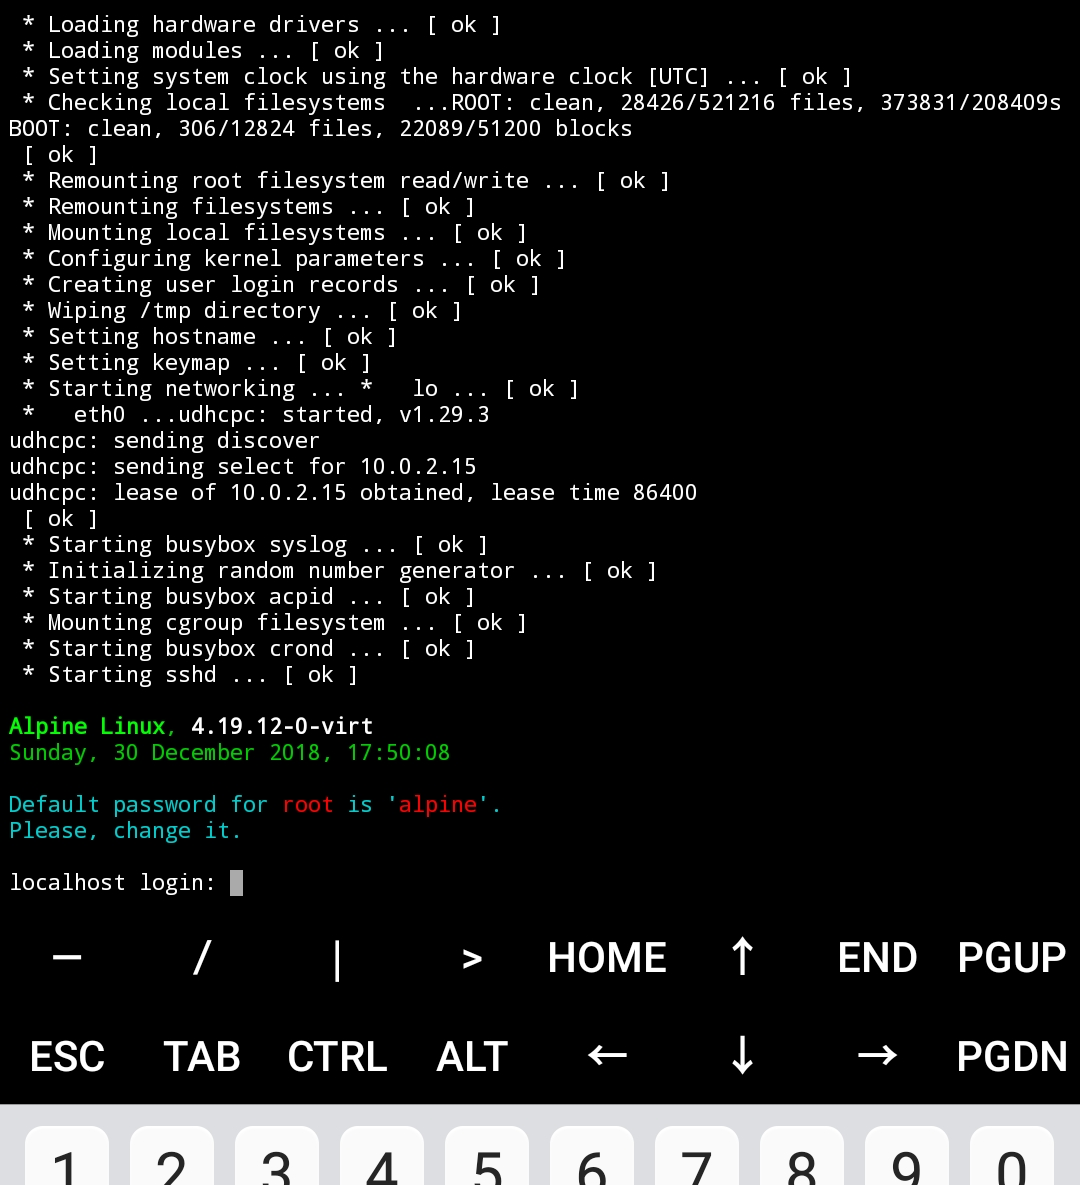 * Loading hardware drivers ... [ ok ]
* Loading modules ... [ ok ]
* Setting system clock using the hardware clock [UTC] ... [ ok ]
* Checking local filesystems  ...ROOT: clean, 28426/521216 files, 373831/208409s
BOOT: clean, 306/12824 files, 22089/51200 blocks
[ ok ]
* Remounting root filesystem read/write ... [ ok ]
* Remounting filesystems ... [ ok ]
* Mounting local filesystems ... [ ok ]
* Configuring kernel parameters ... [ ok ]
* Creating user login records ... [ ok ]
* Wiping /tmp directory ... [ ok ]
* Setting hostname ... [ ok ]
* Setting keymap ... [ ok ]
* Starting networking ... *   lo ... [ ok ]
*   eth0 ...udhcpc: started, v1.29.3
udhcpc: sending discover
udhcpc: sending select for 10.0.2.15
udhcpc: lease of 10.0.2.15 obtained, lease time 86400
[ ok ]
* Starting busybox syslog ... [ ok ]
* Initializing random number generator ... [ ok ]
* Starting busybox acpid ... [ ok ]
* Mounting cgroup filesystem ... [ ok ]
* Starting busybox crond ... [ ok ]
* Starting sshd ... [ ok ]
Alpine Linux, 4.19.12-0-virt
Sunday, 30 December 2018, 17:50:08
Default password for root is 'alpine'.
Please, change it.
localhost login:
— / | > HOME ↑ END PGUP
ESC TAB CTRL ALT ← ↓ → PGDN
1 2 3 4 5 6 7 8 9 0